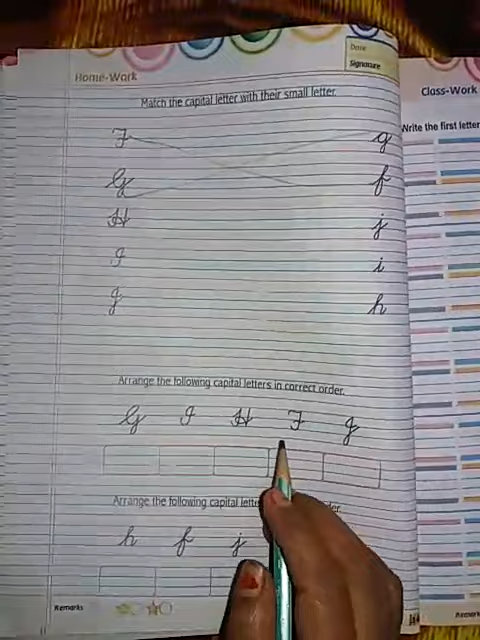 Home-Work
Date
Signature
Class-Work
Match the capital letter with their small letter.
Write the first letter
F g
G f
H j
I i
J h
Arrange the following capital letters in correct order.
G I H F J
Arrange the following capital
h f j
Remarks
Remarks